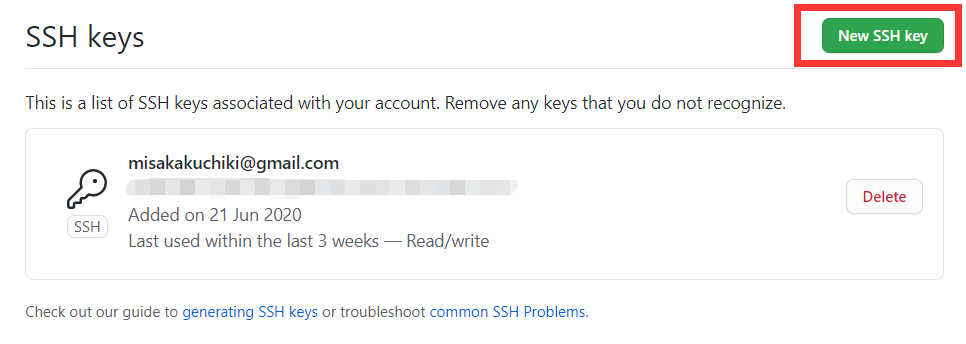 SSH keys
New SSH key
This is a list of SSH keys associated with your account. Remove any keys that you do not recognize.
misakakuchiki@gmail.com
SSH
Added on 21 Jun 2020
Last used within the last 3 weeks — Read/write
Delete
Check out our guide to generating SSH keys or troubleshoot common SSH Problems.